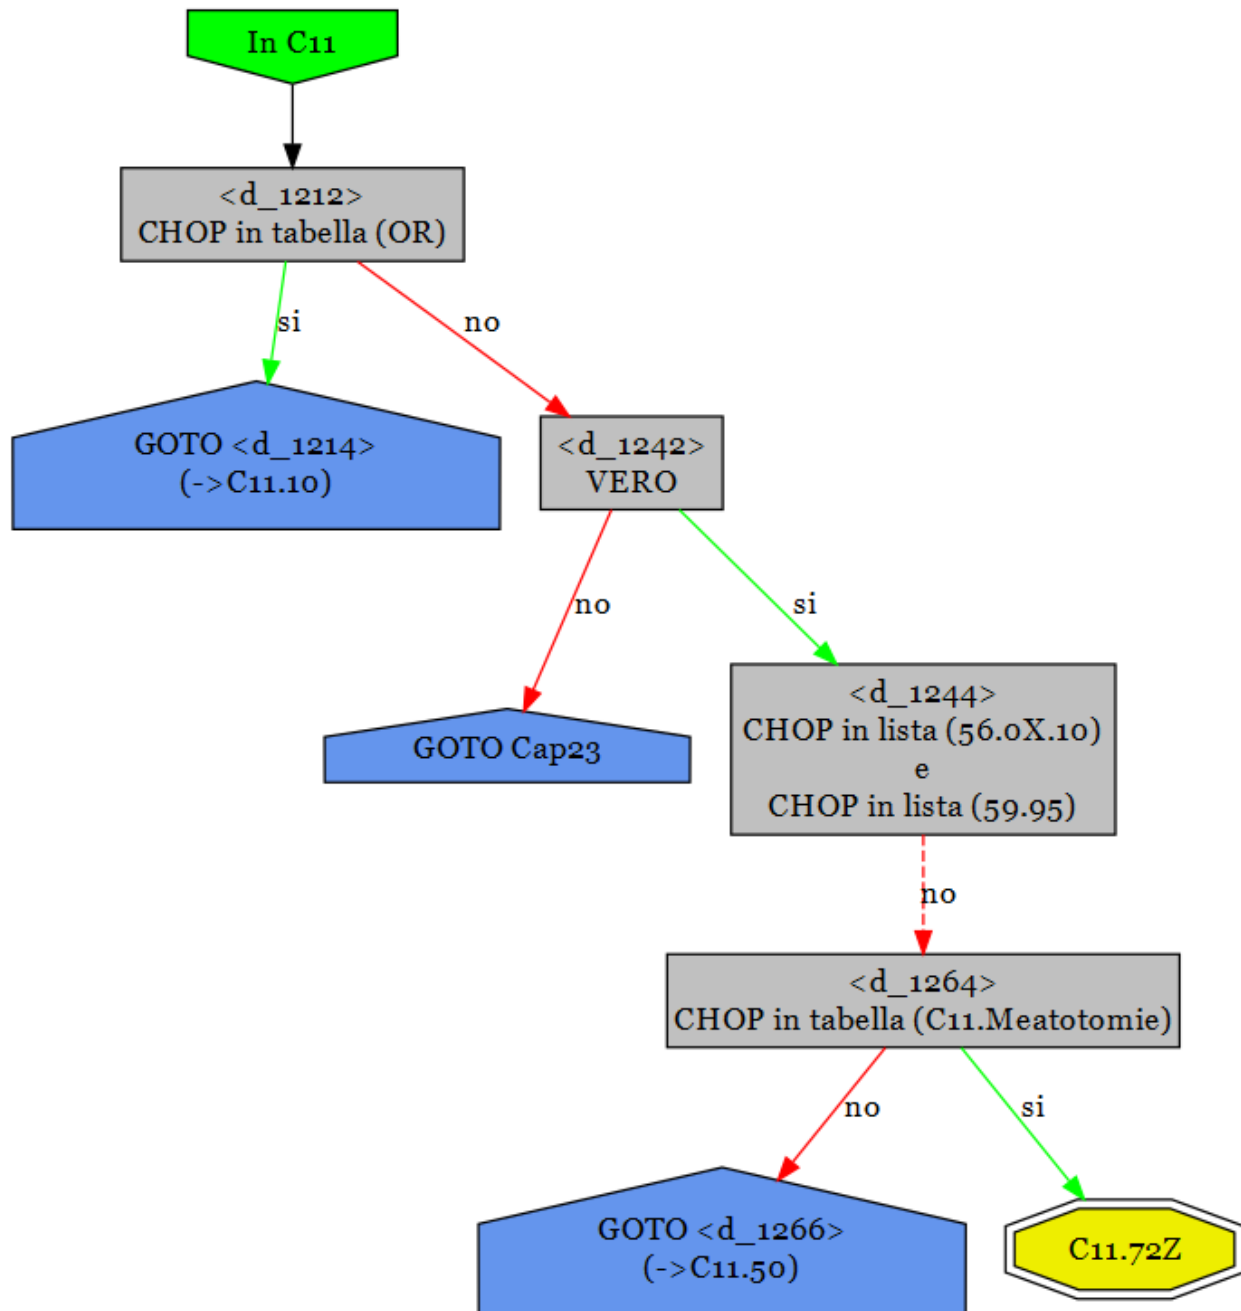 In C11
<d_1212>
CHOP in tabella (OR)
si
no
GOTO <d_1214>
(->C11.10)
<d_1242>
VERO
no
si
<d_1244>
CHOP in lista (56.0X.10)
e
CHOP in lista (59.95)
GOTO Cap23
no
<d_1264>
CHOP in tabella (C11.Meatotomie)
no
si
GOTO <d_1266>
(->C11.50)
C11.72Z